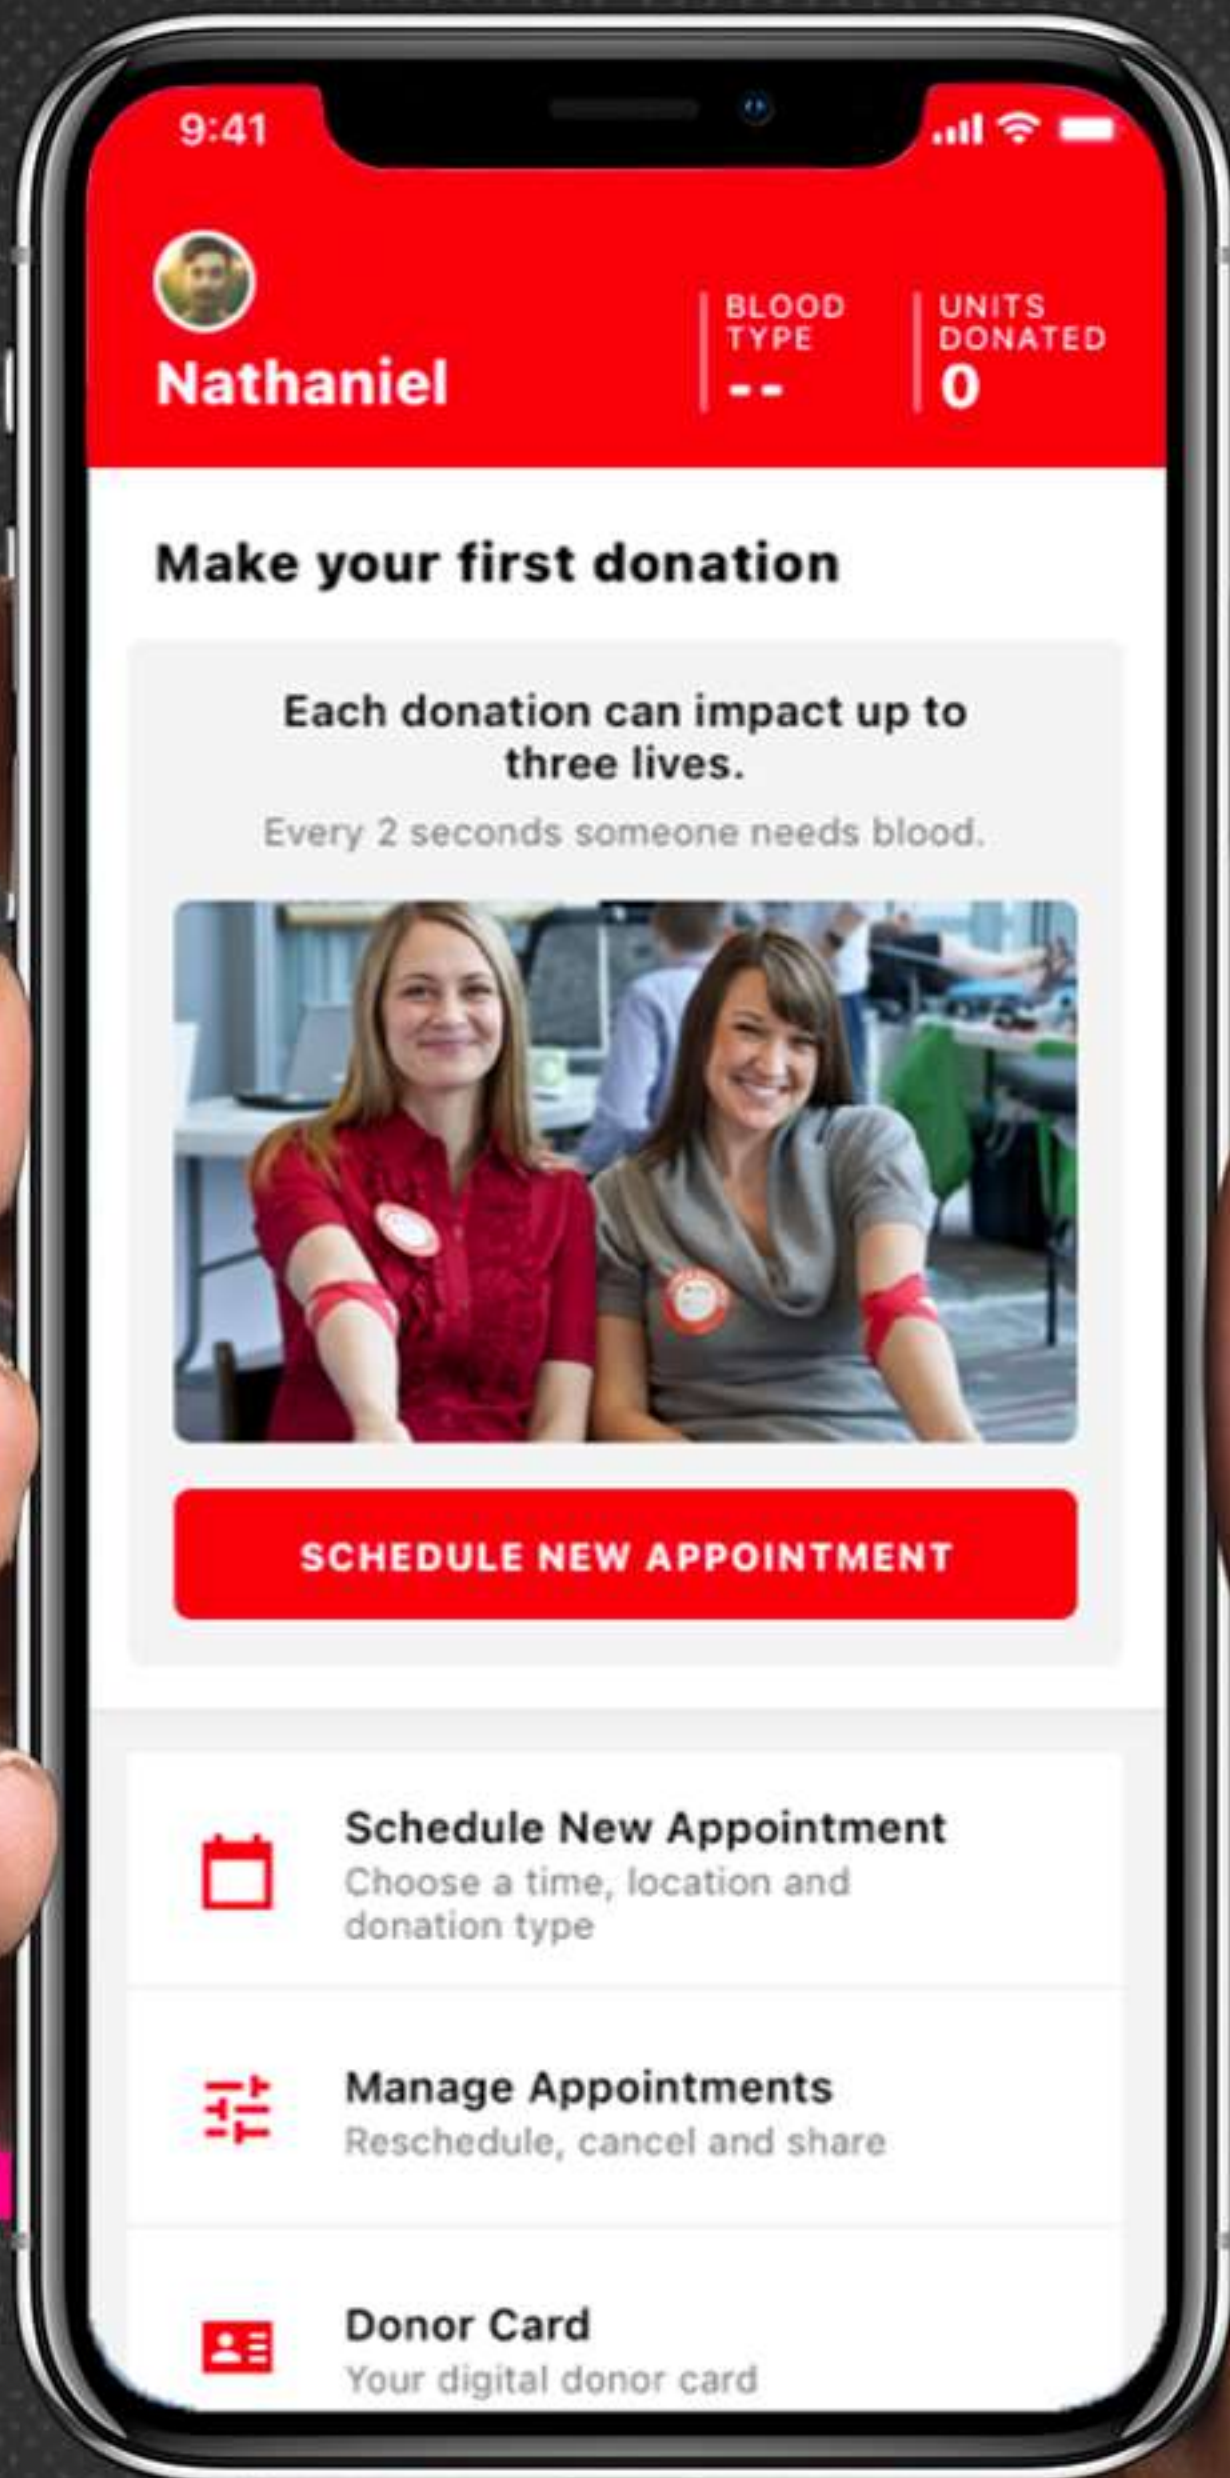 9:41
Nathaniel
BLOOD
TYPE
--
UNITS
DONATED
0
Make your first donation
Each donation can impact up to
three lives.
Every 2 seconds someone needs blood.
SCHEDULE NEW APPOINTMENT
Schedule New Appointment
Choose a time, location and
donation type
Manage Appointments
Reschedule, cancel and share
Donor Card
Your digital donor card